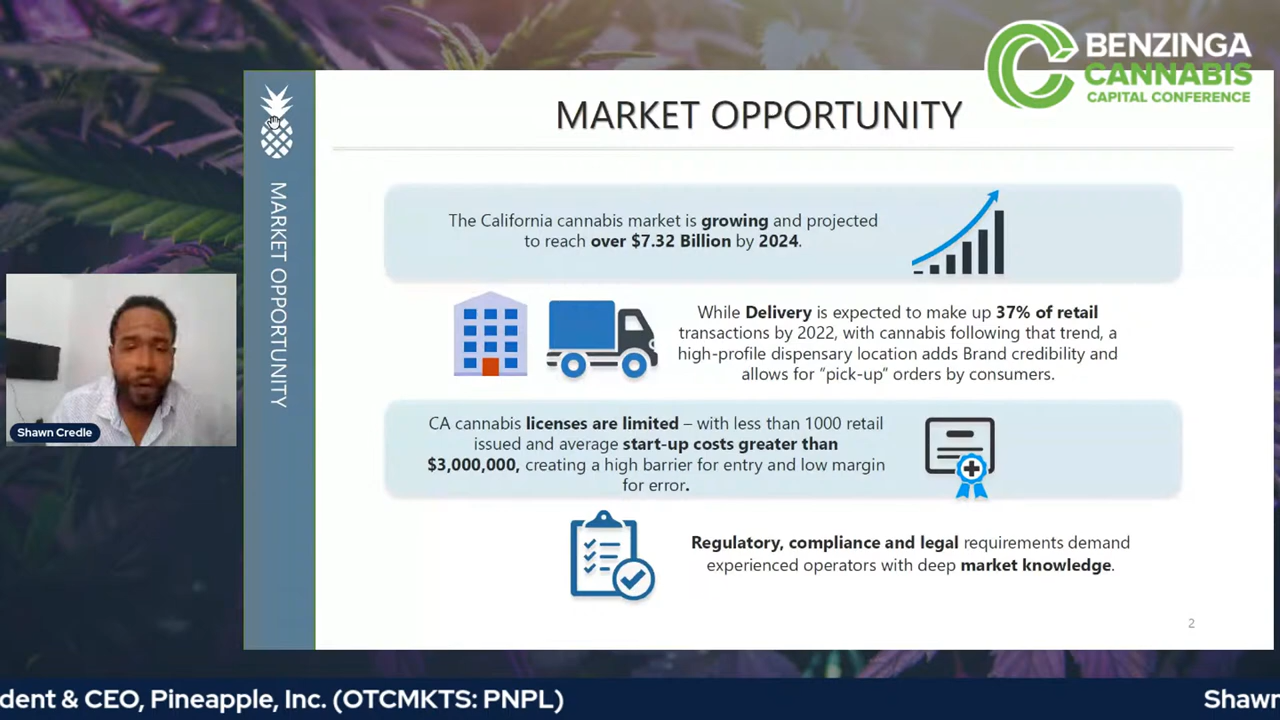 BENZINGA
CANNABIS
CAPITAL CONFERENCE
MARKET OPPORTUNITY
MARKET OPPORTUNITY
The California cannabis market is growing and projected
to reach over $7.32 Billion by 2024.
While Delivery is expected to make up 37% of retail
transactions by 2022, with cannabis following that trend, a
high-profile dispensary location adds Brand credibility and
allows for “pick-up” orders by consumers.
CA cannabis licenses are limited – with less than 1000 retail
issued and average start-up costs greater than
$3,000,000, creating a high barrier for entry and low margin
for error.
Regulatory, compliance and legal requirements demand
experienced operators with deep market knowledge.
2
Shawn Credle
dent & CEO, Pineapple, Inc. (OTCMKTS: PNPL)
Shawn